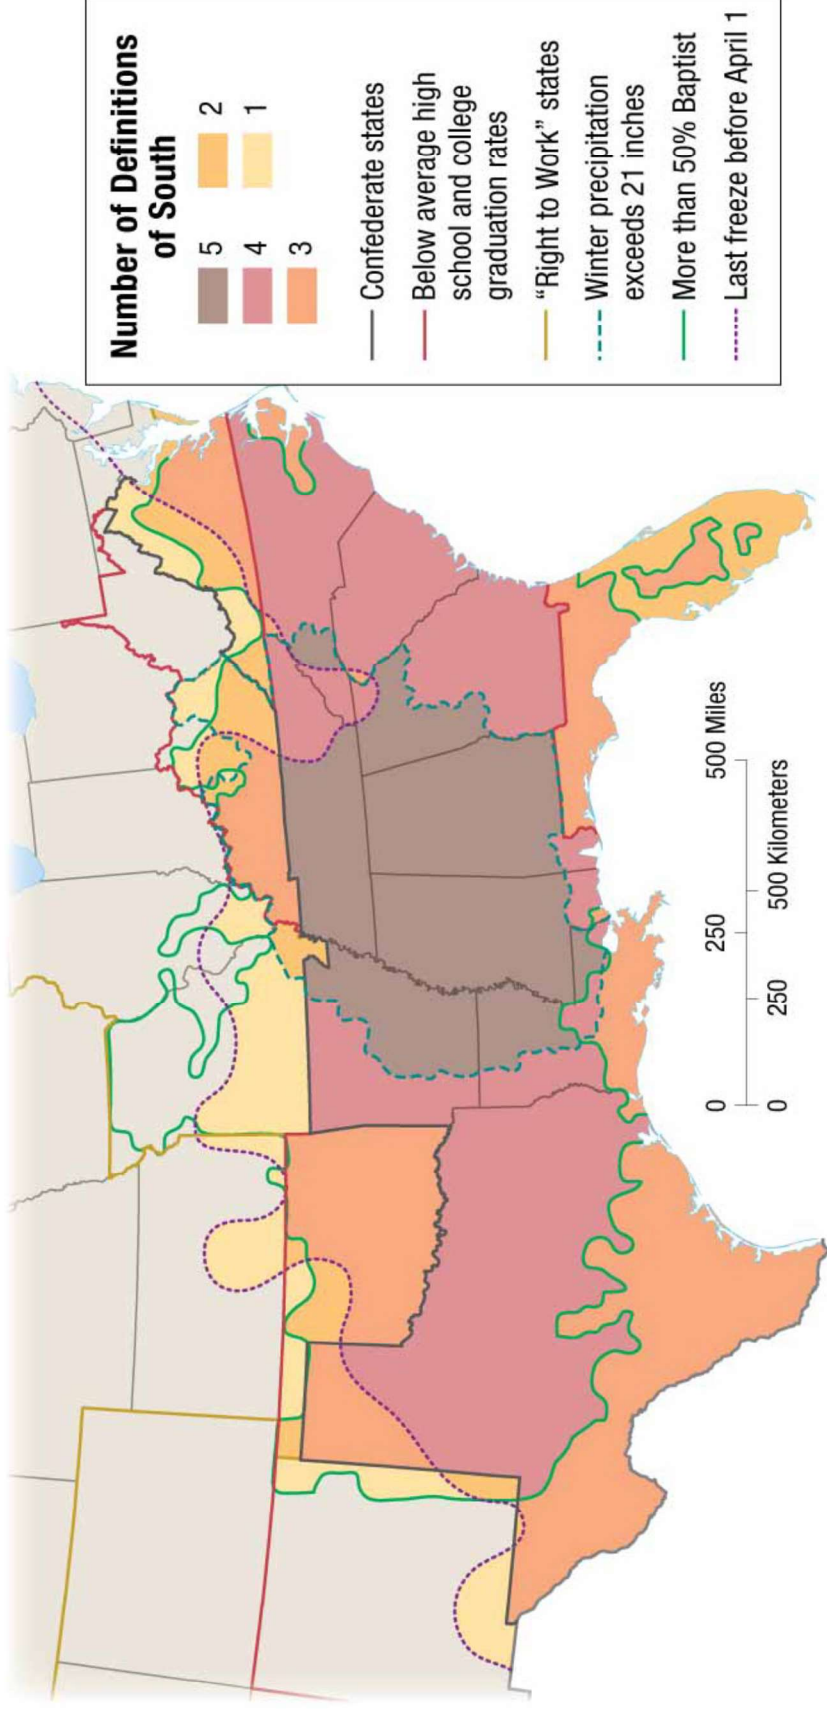 Number of Definitions
of South
5
4
3
2
1
Confederate states
Below average high
school and college
graduation rates
“Right to Work” states
Winter precipitation
exceeds 21 inches
More than 50% Baptist
Last freeze before April 1
0 250 500 Miles
0 250 500 Kilometers